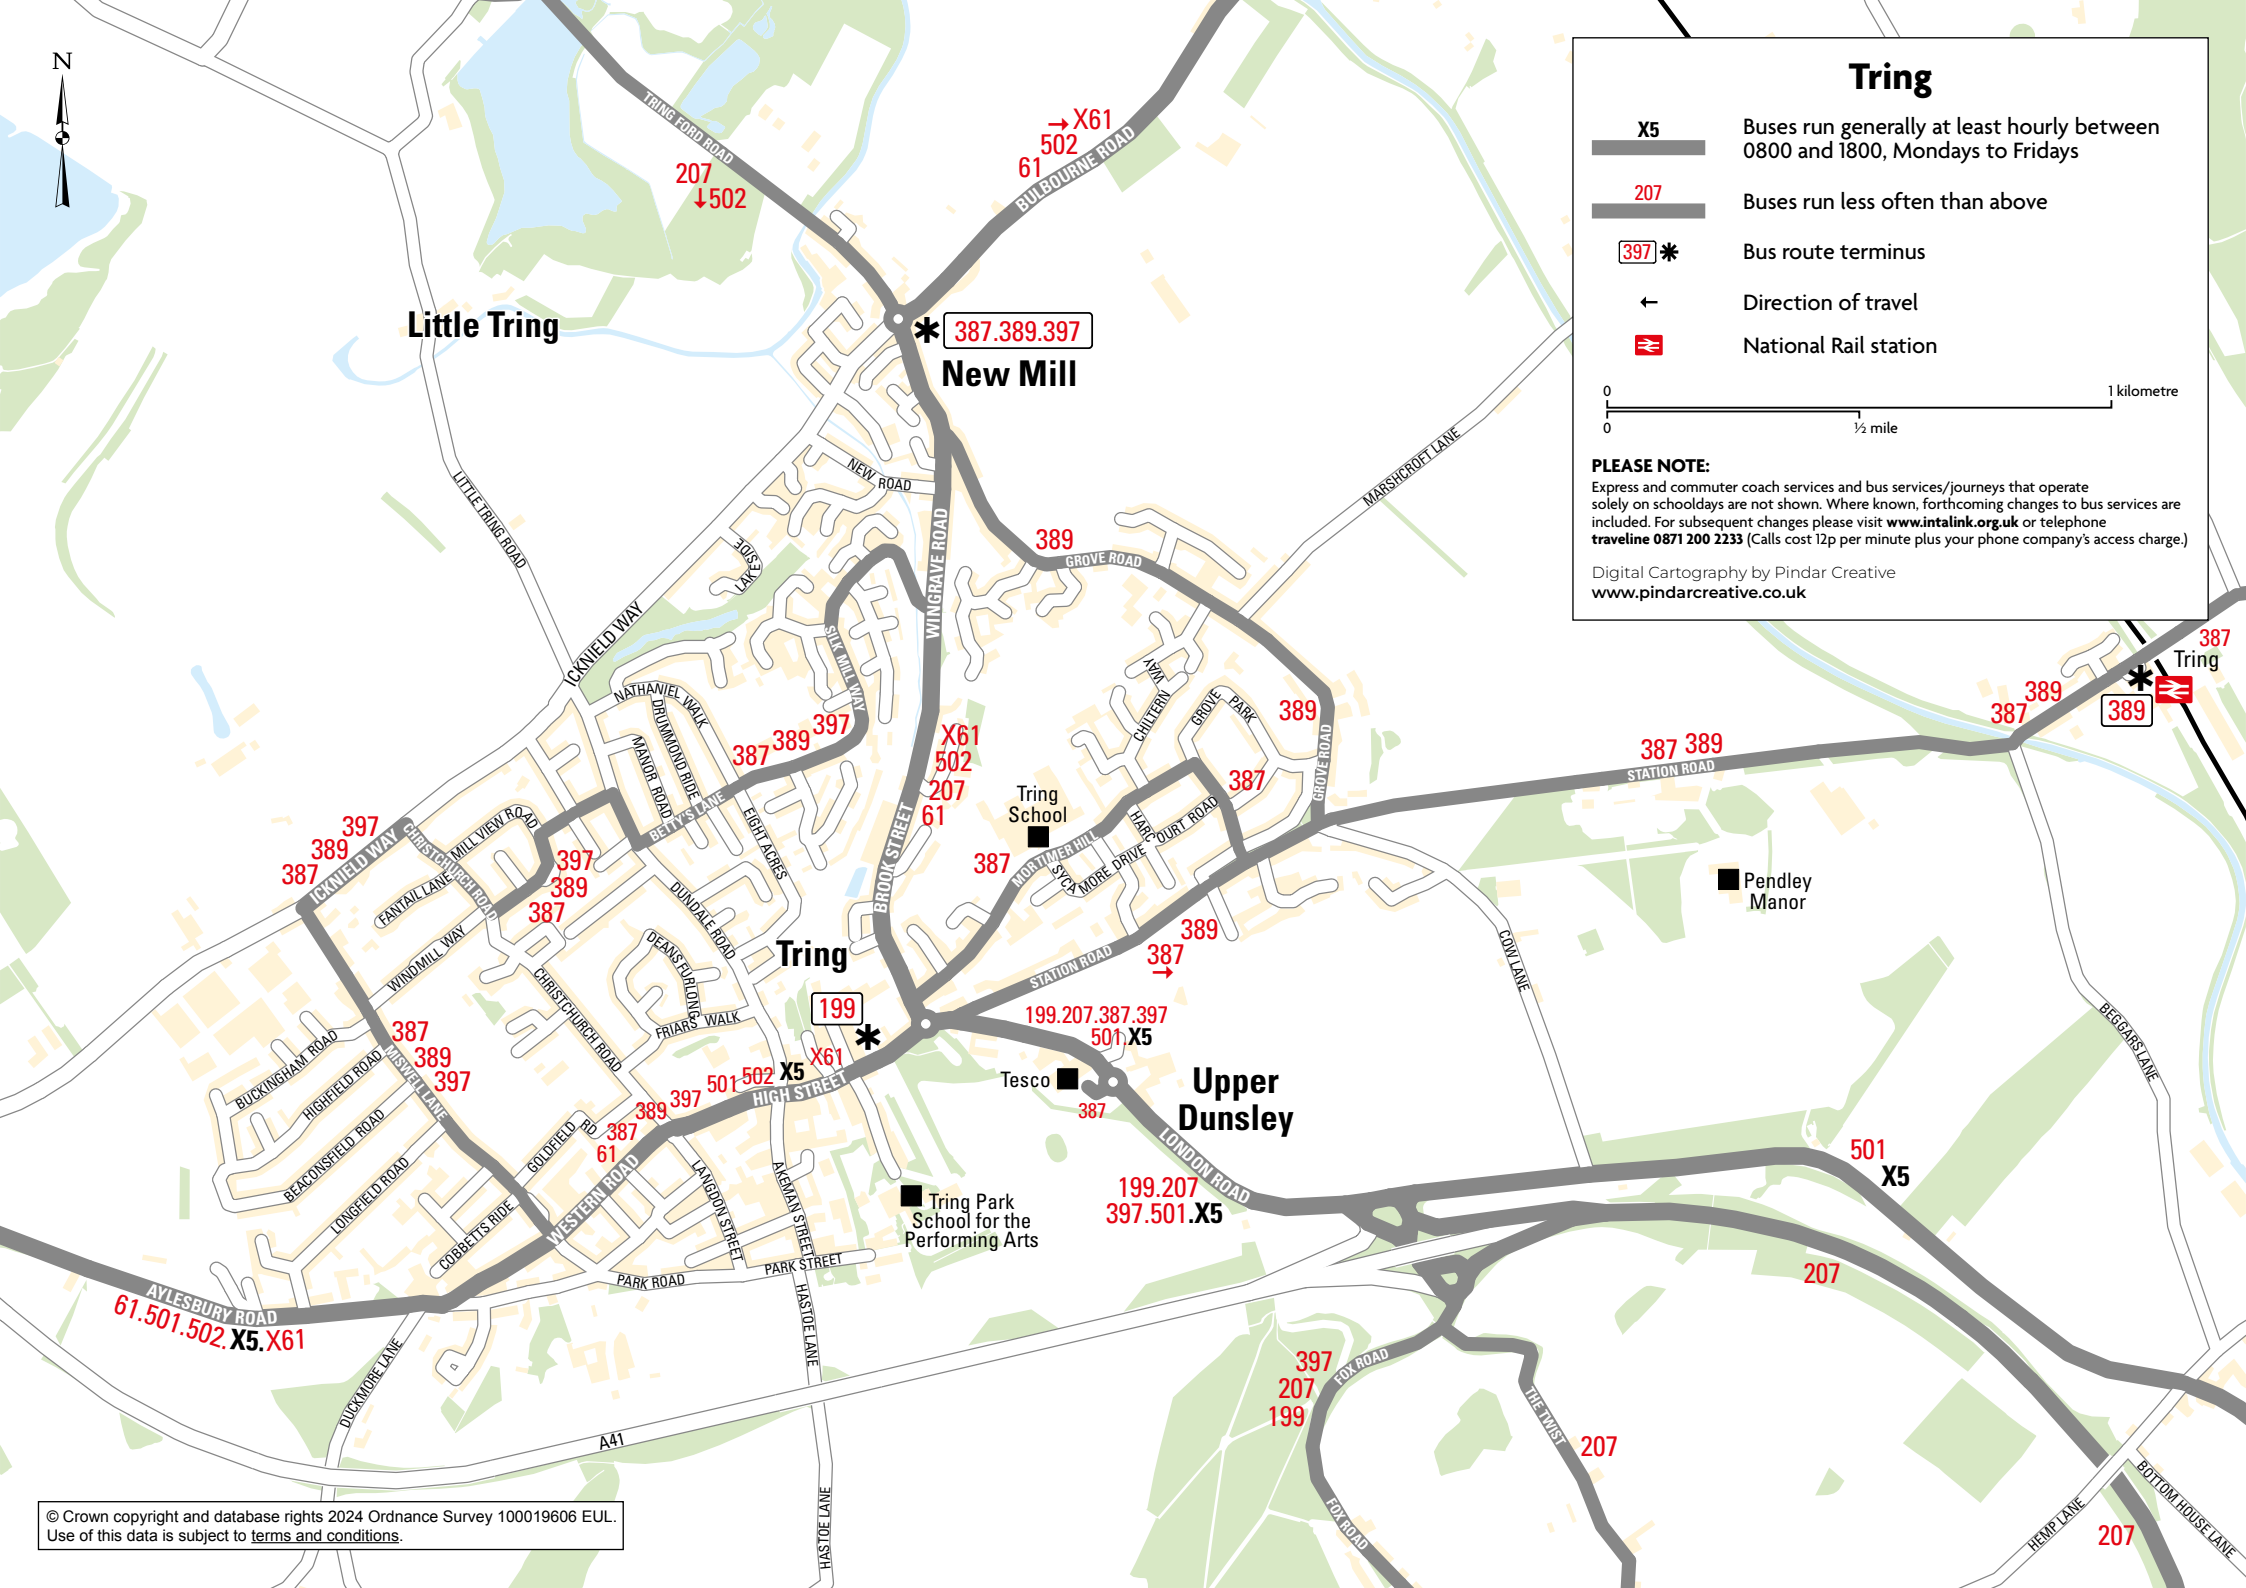 N
TRING FORD ROAD
207
↓502
→X61
502
61
BULBOURNE ROAD
Little Tring
387.389.397
New Mill
Tring
X5
Buses run generally at least hourly between
0800 and 1800, Mondays to Fridays
207
Buses run less often than above
397
Bus route terminus
←
Direction of travel
National Rail station
0
1 kilometre
0
½ mile
PLEASE NOTE:
Express and commuter coach services and bus services/journeys that operate
solely on schooldays are not shown. Where known, forthcoming changes to bus services are
included. For subsequent changes please visit www.intalink.org.uk or telephone
traveline 0871 200 2233 (Calls cost 12p per minute plus your phone company's access charge.)
Digital Cartography by Pindar Creative
www.pindarcreative.co.uk
LITTLE TRING ROAD
NEW ROAD
MARSHCROFT LANE
LAKESIDE
WINGRAVE ROAD
389
GROVE ROAD
ICKNIELD WAY
SILK MILL WAY
NATHANIEL WALK
DRUMMOND RIDE
MANOR ROAD
387
389
397
X61
502
207
61
CHILTERN WAY
GROVE PARK
389
GROVE ROAD
387
Tring
389
387
389
387 389
STATION ROAD
BETTY'S LANE
EIGHT ACRES
BROOK STREET
Tring
School
387
MORTIMER HILL
HARCOURT ROAD
SYCAMORE DRIVE
387
397
389
387
ICKNIELD WAY
CHRISTCHURCH ROAD
MILL VIEW ROAD
FANTAIL LANE
397
389
387
WINDMILL WAY
DUNDALE ROAD
DEANS FURLONG
FRIARS WALK
CHRISTCHURCH ROAD
Tring
199
389
387
→
STATION ROAD
Pendley
Manor
COW LANE
BEGGARS LANE
199.207.387.397
501.X5
Tesco
387
Upper
Dunsley
387
389
397
MISWELL LANE
BUCKINGHAM ROAD
HIGHFIELD ROAD
BEACONSFIELD ROAD
LONGFIELD ROAD
COBBETTS RIDE
GOLDFIELD RD
61
387
389
397
501
502
X5
X61
HIGH STREET
WESTERN ROAD
LANGDON STREET
AKEMAN STREET
PARK ROAD
PARK STREET
HASTOE LANE
Tring Park
School for the
Performing Arts
LONDON ROAD
199.207
397.501.X5
501
X5
207
AYLESBURY ROAD
61.501.502.X5.X61
DUCKMORE LANE
A41
HASTOE LANE
397
207
199
FOX ROAD
FOX ROAD
THE TWIST
207
HEMP LANE
BOTTOM HOUSE LANE
207
© Crown copyright and database rights 2024 Ordnance Survey 100019606 EUL.
Use of this data is subject to terms and conditions.